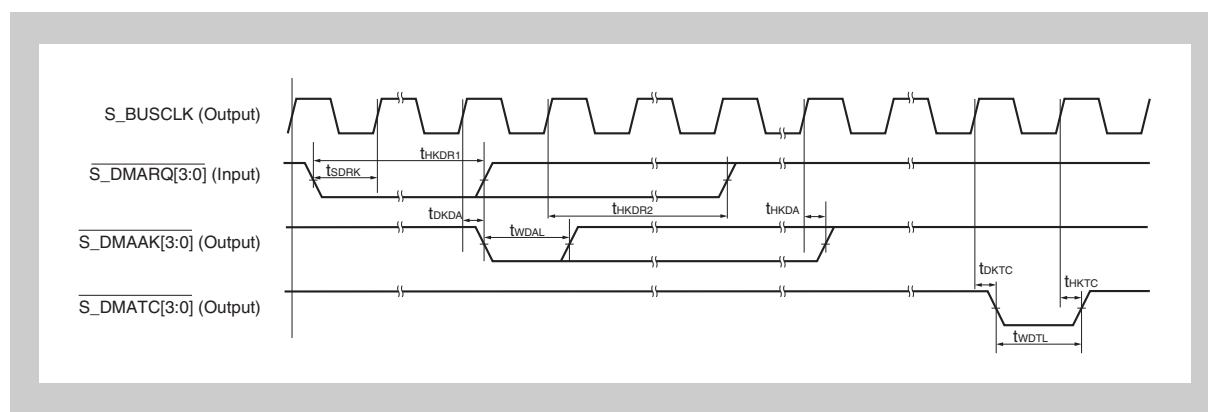 S_BUSCLK (Output)
tHKDR1
S_DMARQ[3:0] (Input)
tSDRK
tDKDA
tHKDR2
tHKDA
tWDAL
S_DMAAK[3:0] (Output)
tDKTC
tHKTC
S_DMATC[3:0] (Output)
tWDTL